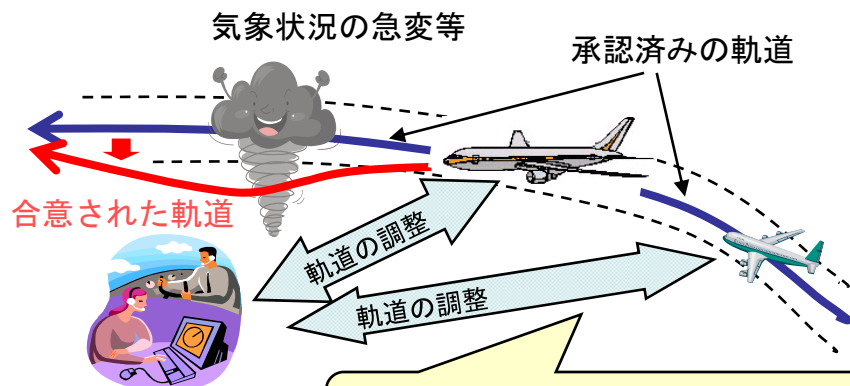 気象状況の急変等
承認済みの軌道
合意された軌道
軌道の調整
軌道の調整